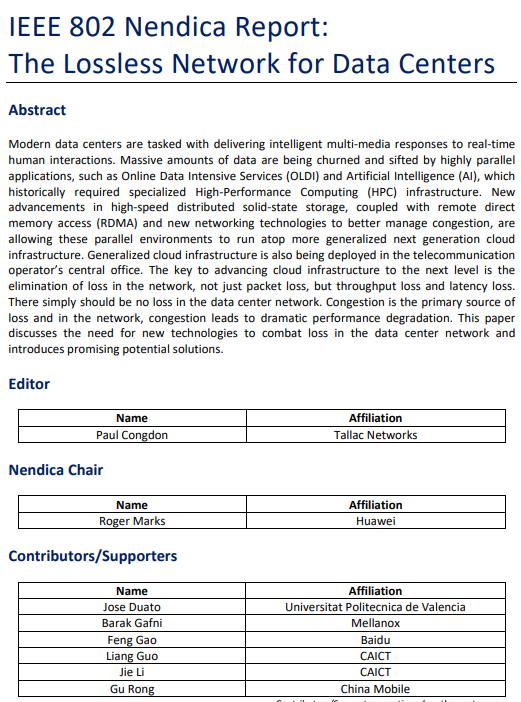 IEEE 802 Nendica Report:
The Lossless Network for Data Centers
Abstract
Modern data centers are tasked with delivering intelligent multi-media responses to real-time
human interactions. Massive amounts of data are being churned and sifted by highly parallel
applications, such as Online Data Intensive Services (OLDI) and Artificial Intelligence (AI), which
historically required specialized High-Performance Computing (HPC) infrastructure. New
advancements in high-speed distributed solid-state storage, coupled with remote direct
memory access (RDMA) and new networking technologies to better manage congestion, are
allowing these parallel environments to run atop more generalized next generation cloud
infrastructure. Generalized cloud infrastructure is also being deployed in the telecommunication
operator's central office. The key to advancing cloud infrastructure to the next level is the
elimination of loss in the network, not just packet loss, but throughput loss and latency loss.
There simply should be no loss in the data center network. Congestion is the primary source of
loss and in the network, congestion leads to dramatic performance degradation. This paper
discusses the need for new technologies to combat loss in the data center network and
introduces promising potential solutions.
Editor
Name Affiliation
Paul Congdon Tallac Networks
Nendica Chair
Name Affiliation
Roger Marks Huawei
Contributors/Supporters
Name Affiliation
Jose Duato Universitat Politecnica de Valencia
Barak Gafni Mellanox
Feng Gao Baidu
Liang Guo CAICT
Jie Li CAICT
Gu Rong China Mobile